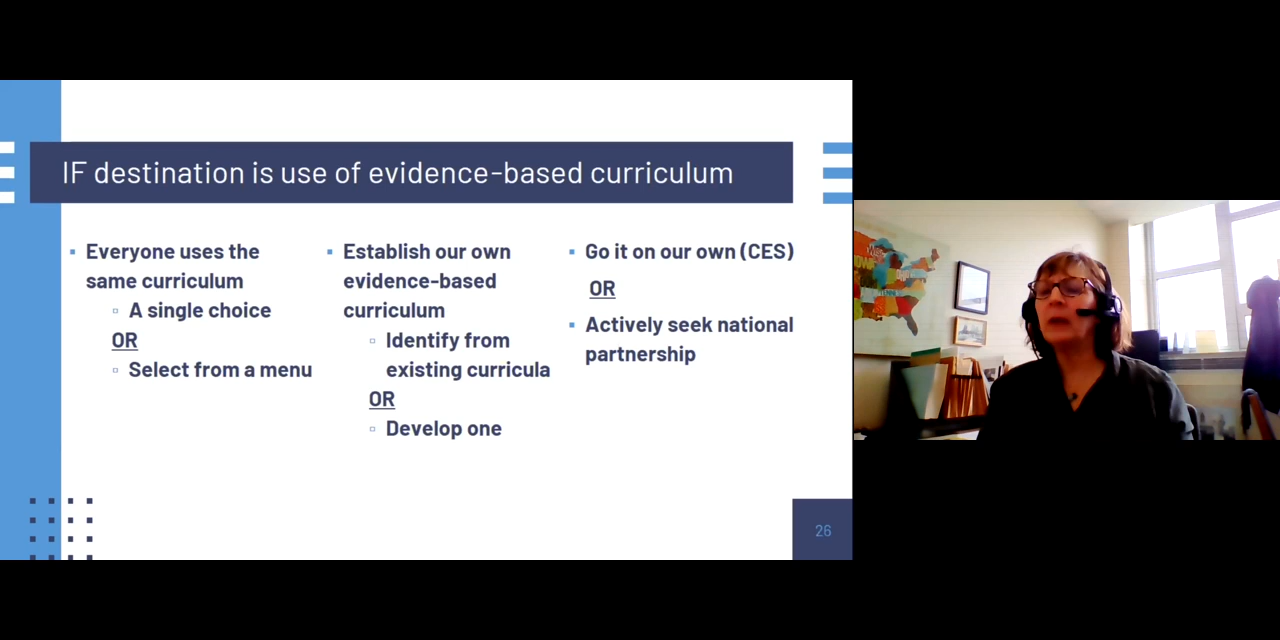 IF destination is use of evidence-based curriculum
Everyone uses the
same curriculum
A single choice
OR
Select from a menu
Establish our own
evidence-based
curriculum
Identify from
existing curricula
OR
Develop one
Go it on our own (CES)
OR
Actively seek national
partnership
26